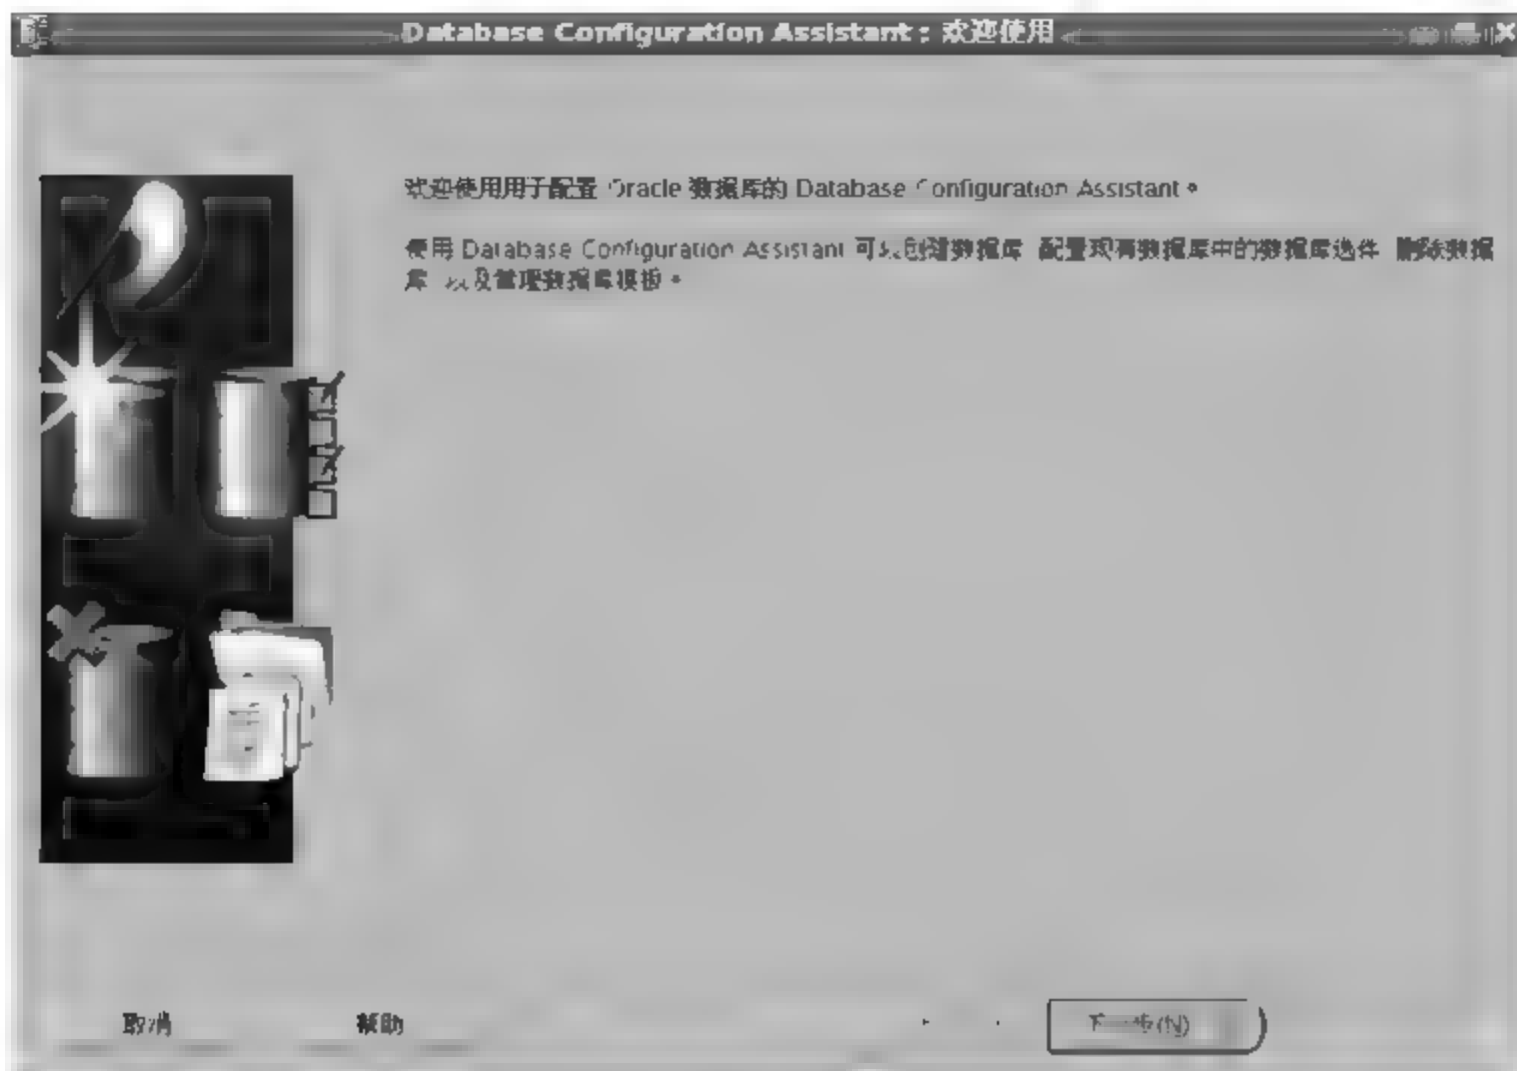 Database Configuration Assistant : 欢迎使用
欢迎使用用于配置 Oracle 数据库的 Database Configuration Assistant。
使用 Database Configuration Assistant 可以创建数据库 配置现有数据库中的数据库选件 删除数据
库 以及管理数据库模板。
取消 帮助 下一步(N)